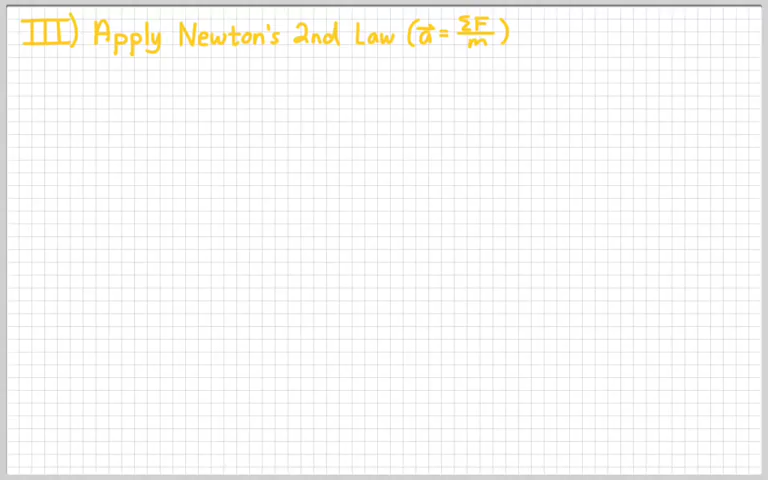 III) Apply Newton's 2nd Law (a⃗ = ΣF/m)